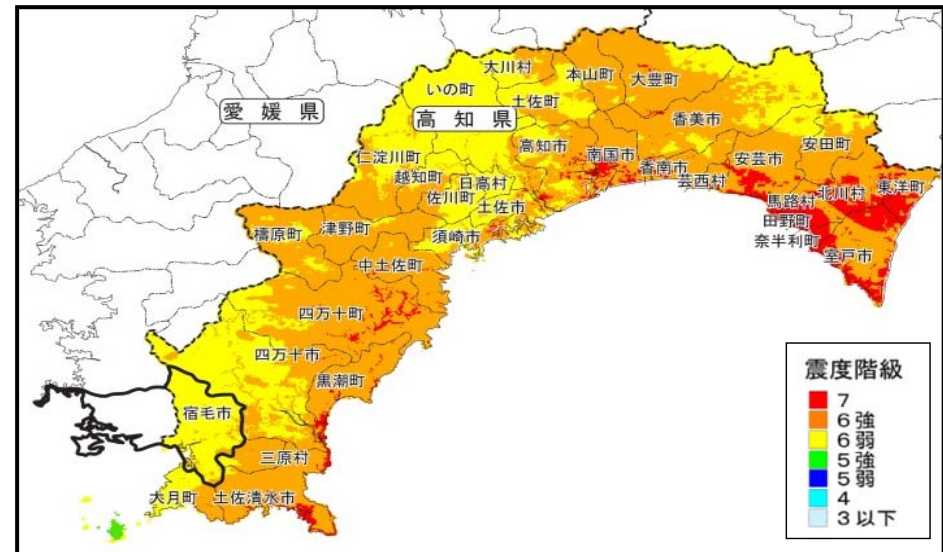 大川村
本山町
大豊町
いの町
土佐町
愛媛県
高知県
香美市
高知市
安田町
仁淀川町
南国市
安芸市
香南市
越知町
日高村
芸西村
北川村
東洋町
佐川町
土佐市
馬路村
田野町
津野町
檮原町
須崎市
奈半利町
室戸市
中土佐町
四万十町
四万十市
黒潮町
宿毛市
三原村
大月町
土佐清水市
震度階級
7
6強
6弱
5強
5弱
4
3以下